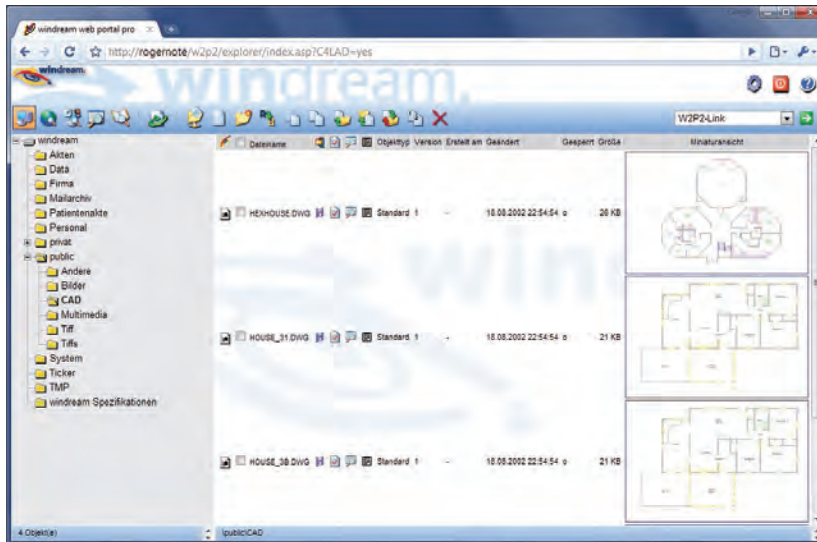 windream web portal pro
http://rogernote/w2p2/explorer/index.asp?C4LAD=yes
windream.
windream.
W2P2-Link
windream
Akten
Data
Firma
Mailarchiv
Patientenakte
Personal
privat
public
Andere
Bilder
CAD
Multimedia
Tiff
Tiffs
System
Ticker
TMP
windream Spezifikationen
Dateiname Objekttyp Version Erstellt am Geändert Gesperrt Größe Miniaturansicht
HEXHOUSE.DWG Standard 1 - 18.08.2002 22:54:54 o 26 KB
HOUSE_31.DWG Standard 1 - 18.08.2002 22:54:54 o 21 KB
HOUSE_3B.DWG Standard 1 - 18.08.2002 22:54:54 o 21 KB
4 Objekt(e) \public\CAD